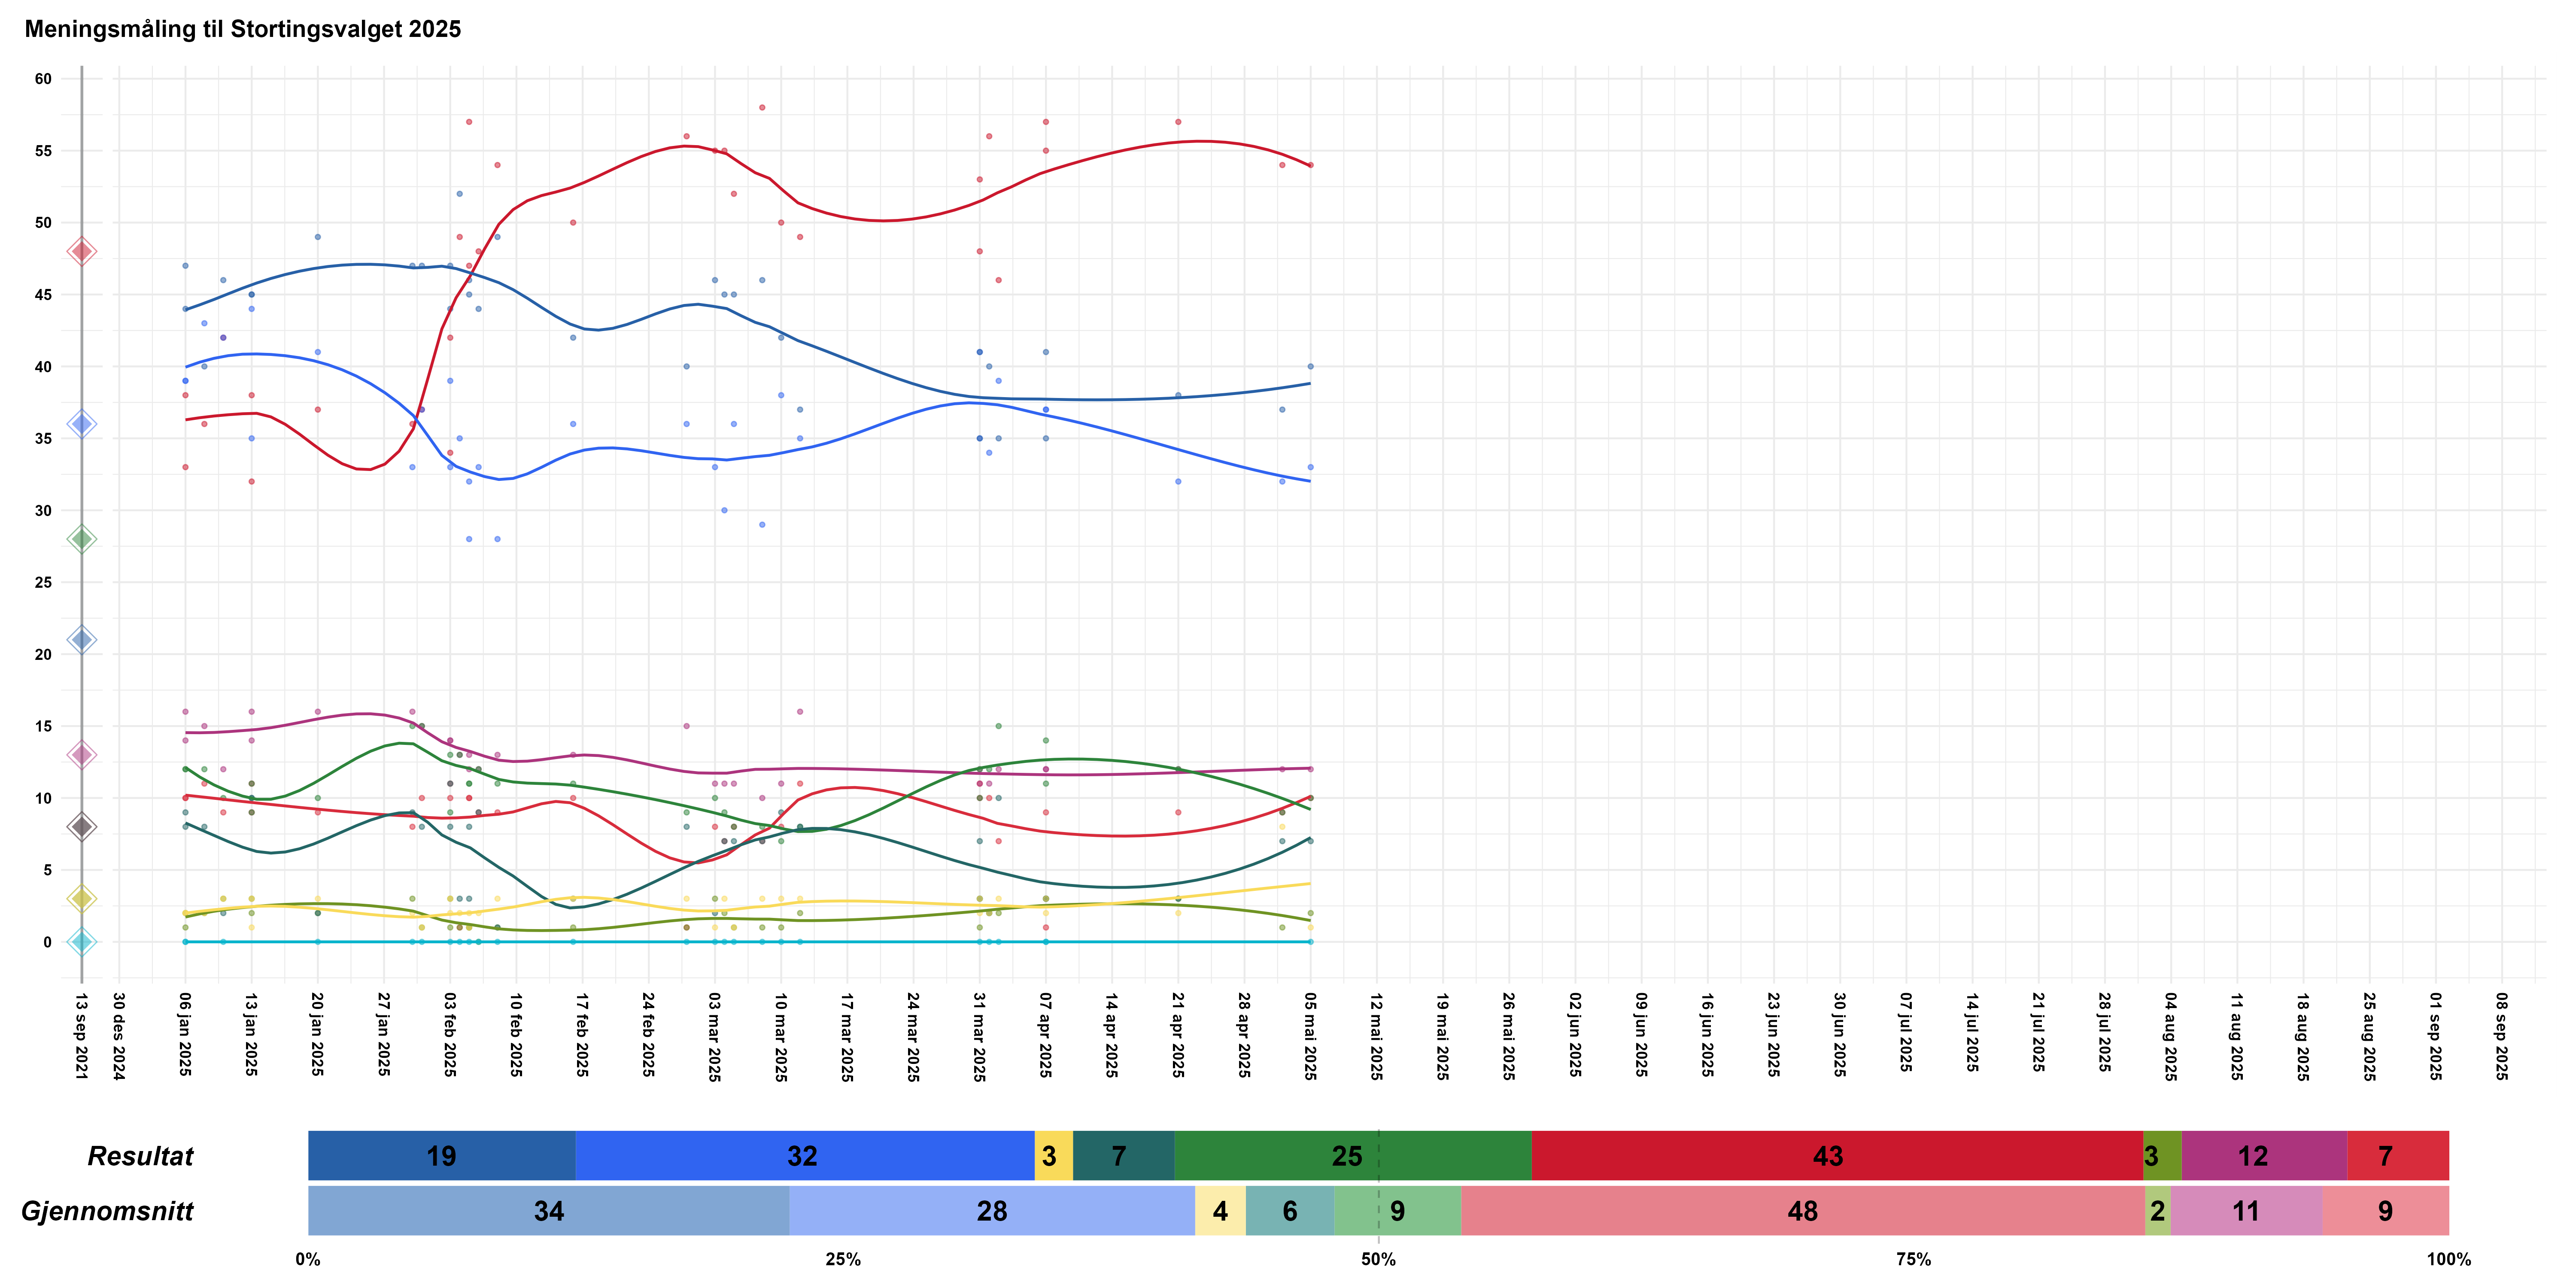 Meningsmåling til Stortingsvalget 2025
60
55
50
45
40
35
30
25
20
15
10
5
0
13 sep 2021
30 des 2024
06 jan 2025
13 jan 2025
20 jan 2025
27 jan 2025
03 feb 2025
10 feb 2025
17 feb 2025
24 feb 2025
03 mar 2025
10 mar 2025
17 mar 2025
24 mar 2025
31 mar 2025
07 apr 2025
14 apr 2025
21 apr 2025
28 apr 2025
05 mai 2025
12 mai 2025
19 mai 2025
26 mai 2025
02 jun 2025
09 jun 2025
16 jun 2025
23 jun 2025
30 jun 2025
07 jul 2025
14 jul 2025
21 jul 2025
28 jul 2025
04 aug 2025
11 aug 2025
18 aug 2025
25 aug 2025
01 sep 2025
08 sep 2025
Resultat 19 32 3 7 25 43 3 12 7
Gjennomsnitt 34 28 4 6 9 48 2 11 9
0% 25% 50% 75% 100%